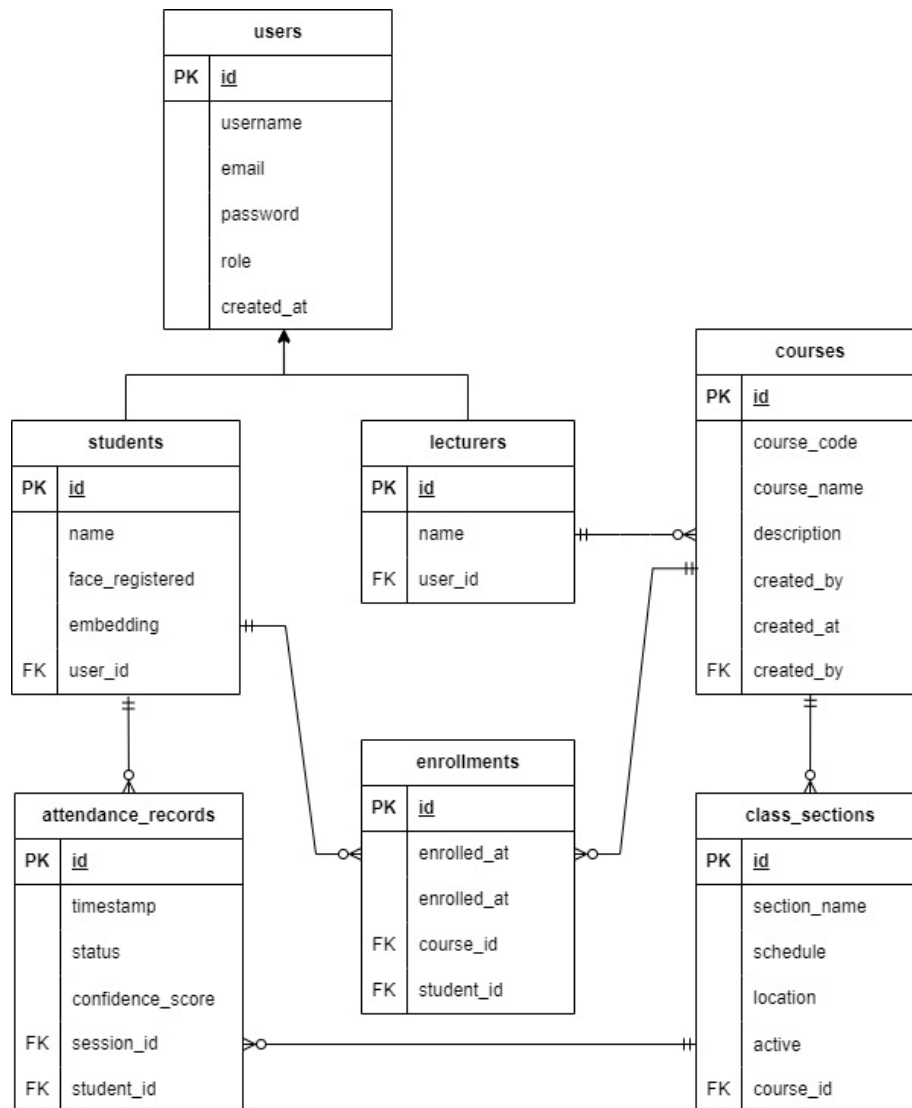 users
PK id
username
email
password
role
created_at
students
PK id
name
face_registered
embedding
FK user_id
lecturers
PK id
name
FK user_id
courses
PK id
course_code
course_name
description
created_by
created_at
FK created_by
attendance_records
PK id
timestamp
status
confidence_score
FK session_id
FK student_id
enrollments
PK id
enrolled_at
enrolled_at
FK course_id
FK student_id
class_sections
PK id
section_name
schedule
location
active
FK course_id